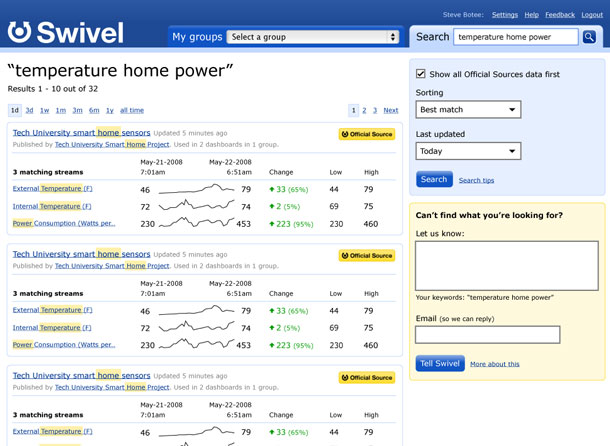 Steve Botee: Settings Help Feedback Logout
Swivel
My groups Select a group
Search temperature home power
“temperature home power”
Results 1 - 10 out of 32
1d 3d 1w 1m 3m 6m 1y all time
1 2 3 Next
Tech University smart home sensors Updated 5 minutes ago
Official Source
Published by Tech University Smart Home Project. Used in 2 dashboards in 1 group.
May-21-2008 May-22-2008
3 matching streams 7:01am 6:51am Change Low High
External Temperature (F) 46 79 33 (65%) 44 79
Internal Temperature (F) 72 74 2 (5%) 69 75
Power Consumption (Watts per.. 230 453 223 (95%) 230 460
Tech University smart home sensors Updated 5 minutes ago
Official Source
Published by Tech University Smart Home Project. Used in 2 dashboards in 1 group.
May-21-2008 May-22-2008
3 matching streams 7:01am 6:51am Change Low High
External Temperature (F) 46 79 33 (65%) 44 79
Internal Temperature (F) 72 74 2 (5%) 69 75
Power Consumption (Watts per.. 230 453 223 (95%) 230 460
Tech University smart home sensors Updated 5 minutes ago
Official Source
Published by Tech University Smart Home Project. Used in 2 dashboards in 1 group.
May-21-2008 May-22-2008
3 matching streams 7:01am 6:51am Change Low High
External Temperature (F) 46 79 33 (65%) 44 79
Show all Official Sources data first
Sorting
Best match
Last updated
Today
Search Search tips
Can’t find what you’re looking for?
Let us know:
Your keywords: “temperature home power”
Email (so we can reply)
Tell Swivel More about this